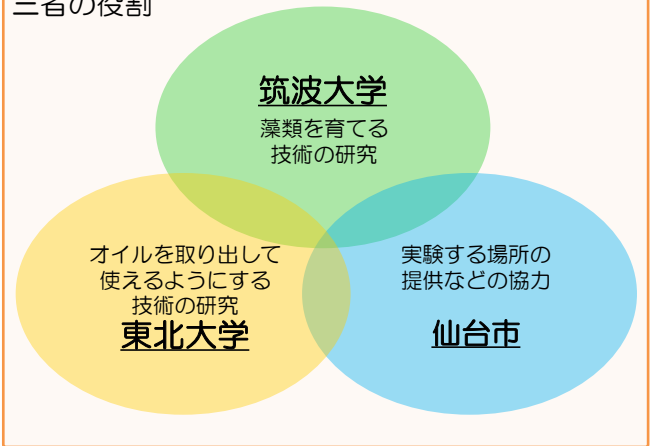 三者の役割
筑波大学
藻類を育てる
技術の研究
オイルを取り出して
使えるようにする
技術の研究
東北大学
実験する場所の
提供などの協力
仙台市